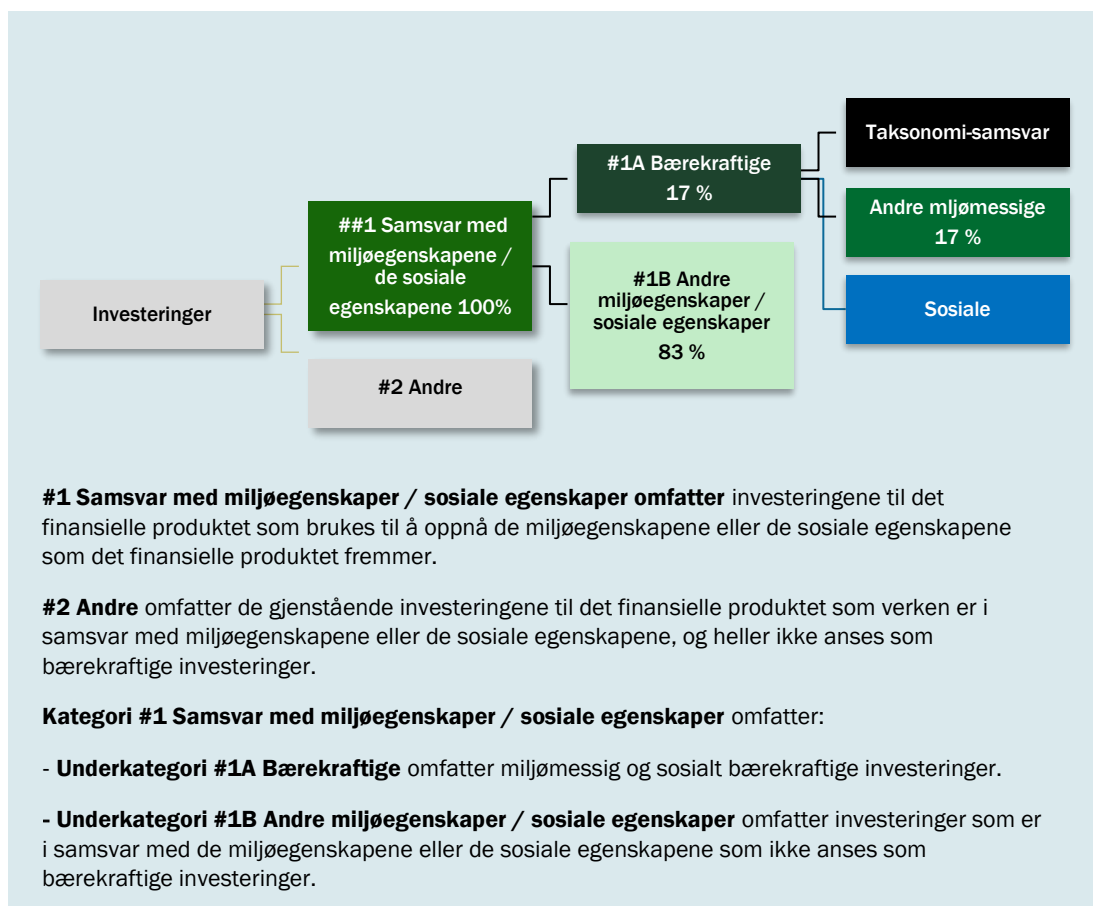 Taksonomi-samsvar
#1A Bærekraftige
17 %
Andre mljømessige
17 %
##1 Samsvar med
miljøegenskapene /
de sosiale
egenskapene 100%
#1B Andre
miljøegenskaper /
sosiale egenskaper
83 %
Investeringer
Sosiale
#2 Andre
#1 Samsvar med miljøegenskaper / sosiale egenskaper omfatter investeringene til det
finansielle produktet som brukes til å oppnå de miljøegenskapene eller de sosiale egenskapene
som det finansielle produktet fremmer.
#2 Andre omfatter de gjenstående investeringene til det finansielle produktet som verken er i
samsvar med miljøegenskapene eller de sosiale egenskapene, og heller ikke anses som
bærekraftige investeringer.
Kategori #1 Samsvar med miljøegenskaper / sosiale egenskaper omfatter:
- Underkategori #1A Bærekraftige omfatter miljømessig og sosialt bærekraftige investeringer.
- Underkategori #1B Andre miljøegenskaper / sosiale egenskaper omfatter investeringer som er
i samsvar med de miljøegenskapene eller de sosiale egenskapene som ikke anses som
bærekraftige investeringer.